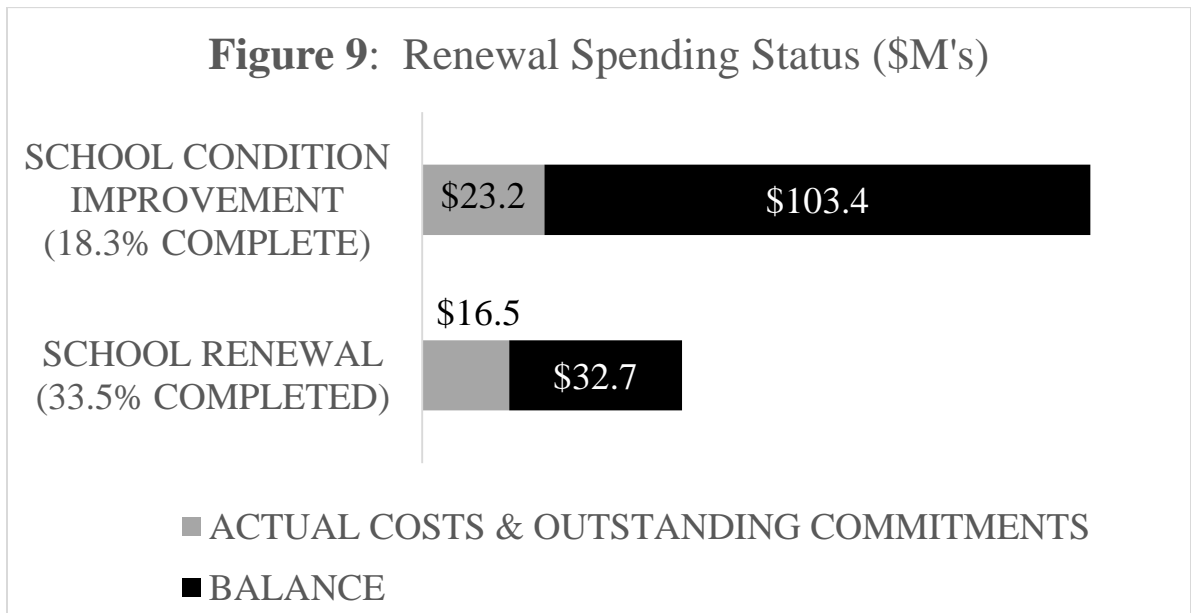 Figure 9: Renewal Spending Status ($M's)
SCHOOL CONDITION
IMPROVEMENT
(18.3% COMPLETE)
$23.2
$103.4
$16.5
SCHOOL RENEWAL
(33.5% COMPLETED)
$32.7
ACTUAL COSTS & OUTSTANDING COMMITMENTS
BALANCE